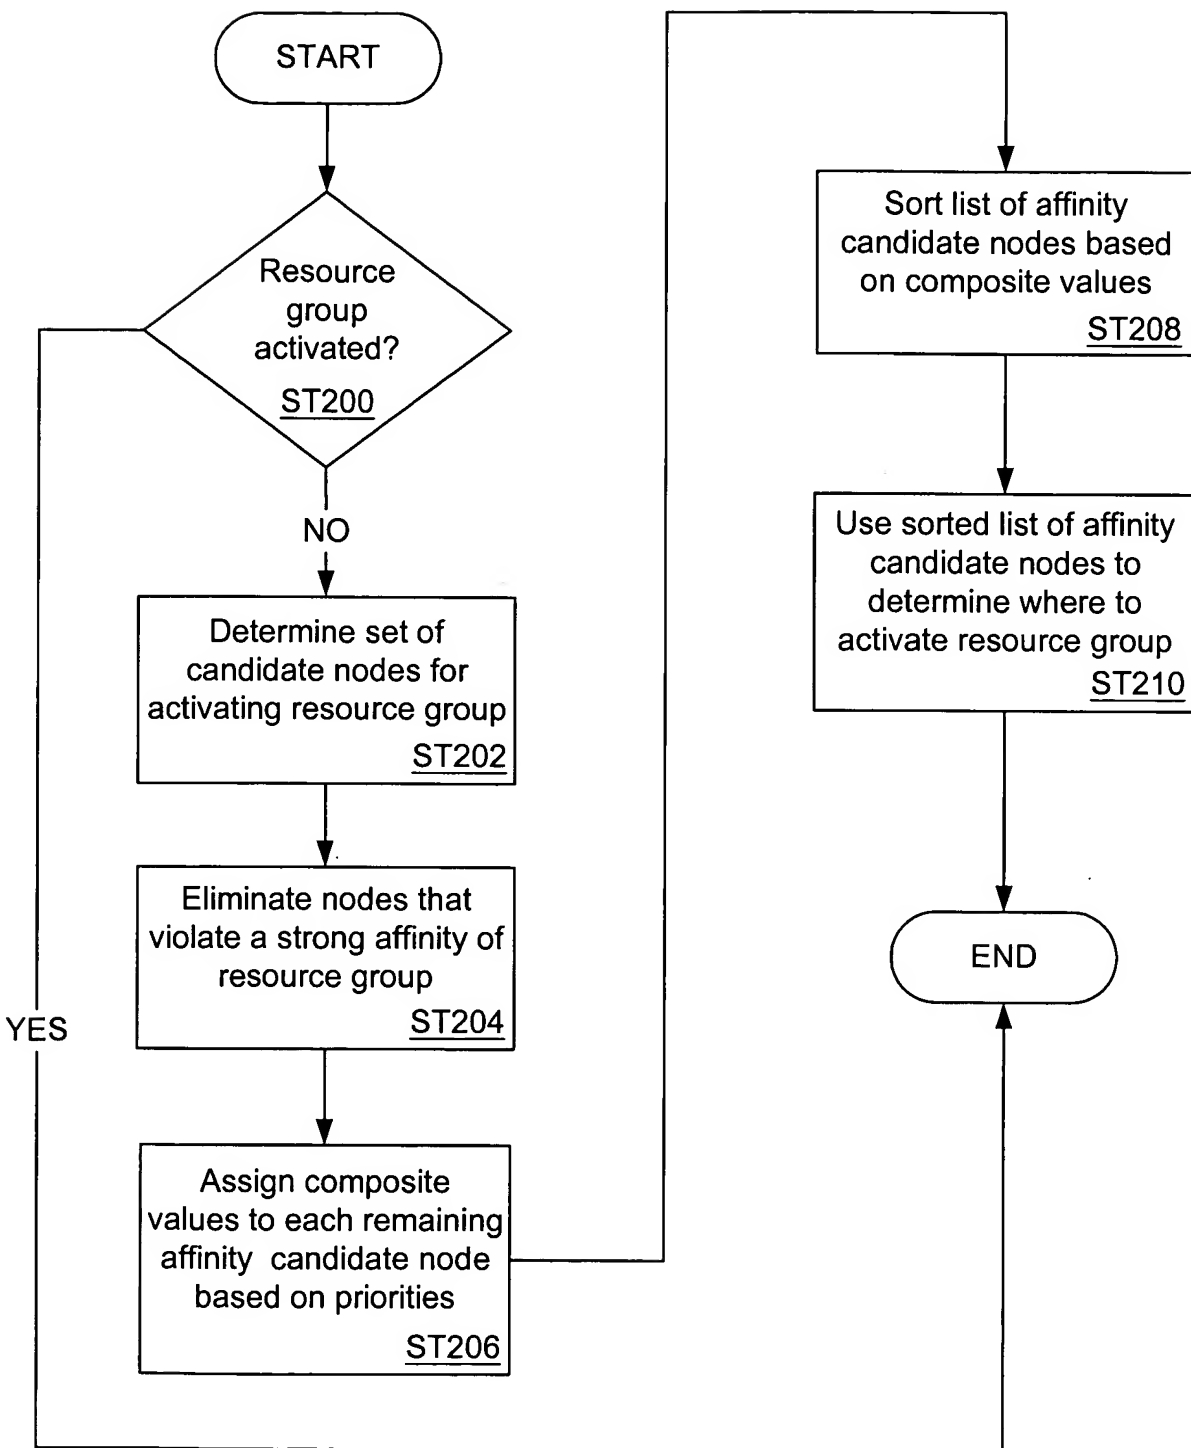 START
Resource
group
activated?
ST200
NO
Determine set of
candidate nodes for
activating resource group
ST202
Eliminate nodes that
violate a strong affinity of
resource group
ST204
YES
Assign composite
values to each remaining
affinity candidate node
based on priorities
ST206
Sort list of affinity
candidate nodes based
on composite values
ST208
Use sorted list of affinity
candidate nodes to
determine where to
activate resource group
ST210
END